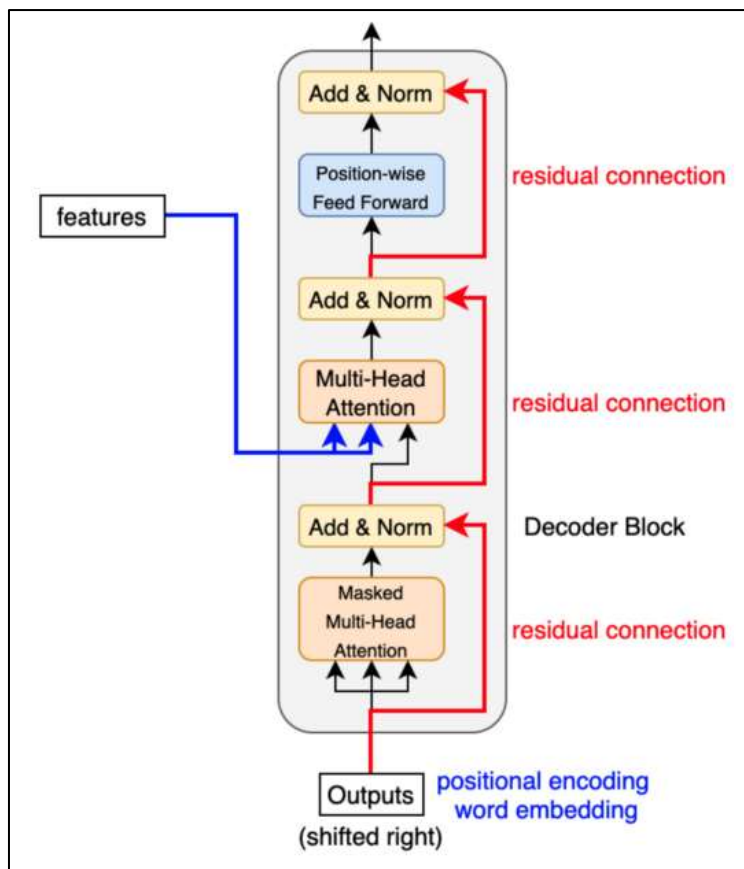 Add & Norm
Position-wise
Feed Forward
residual connection
features
Add & Norm
Multi-Head
Attention
residual connection
Add & Norm
Decoder Block
Masked
Multi-Head
Attention
residual connection
Outputs
(shifted right)
positional encoding
word embedding